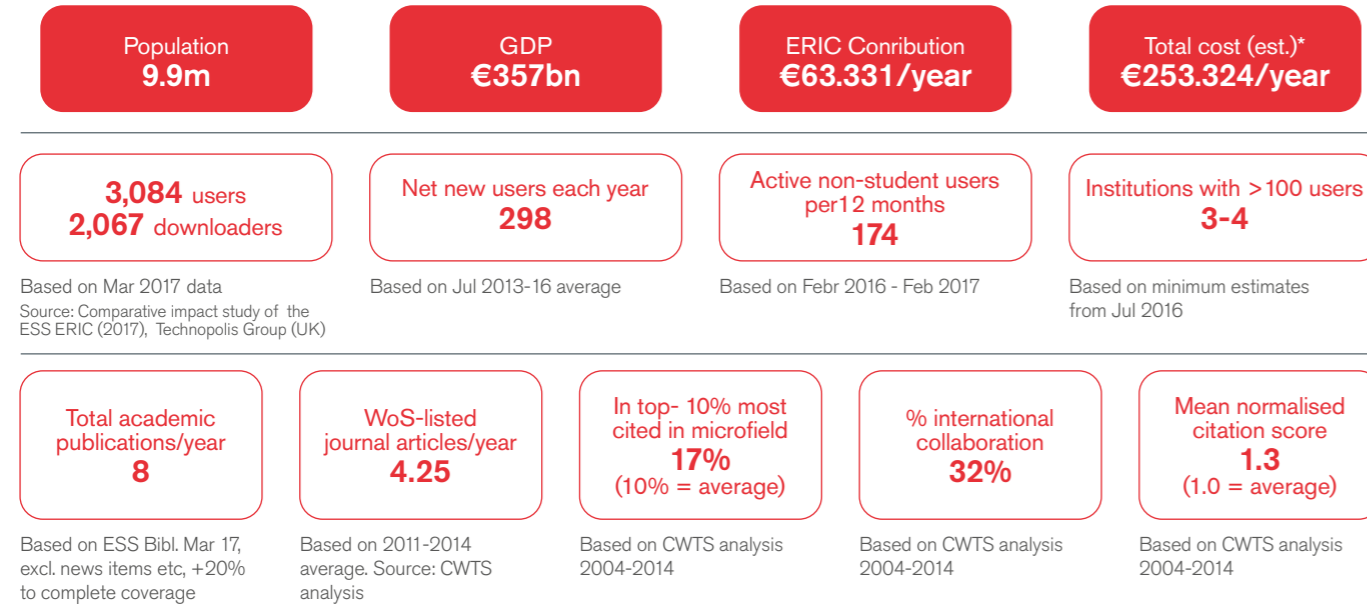 Population
9.9m
GDP
€357bn
ERIC Conribution
€63.331/year
Total cost (est.)*
€253.324/year
3,084 users
2,067 downloaders
Net new users each year
298
Active non-student users
per12 months
174
Institutions with >100 users
3-4
Based on Mar 2017 data
Source: Comparative impact study of the
ESS ERIC (2017), Technopolis Group (UK)
Based on Jul 2013-16 average
Based on Febr 2016 - Feb 2017
Based on minimum estimates
from Jul 2016
Total academic
publications/year
8
WoS-listed
journal articles/year
4.25
In top- 10% most
cited in microfield
17%
(10% = average)
% international
collaboration
32%
Mean normalised
citation score
1.3
(1.0 = average)
Based on ESS Bibl. Mar 17,
excl. news items etc, +20%
to complete coverage
Based on 2011-2014
average. Source: CWTS
analysis
Based on CWTS analysis
2004-2014
Based on CWTS analysis
2004-2014
Based on CWTS analysis
2004-2014